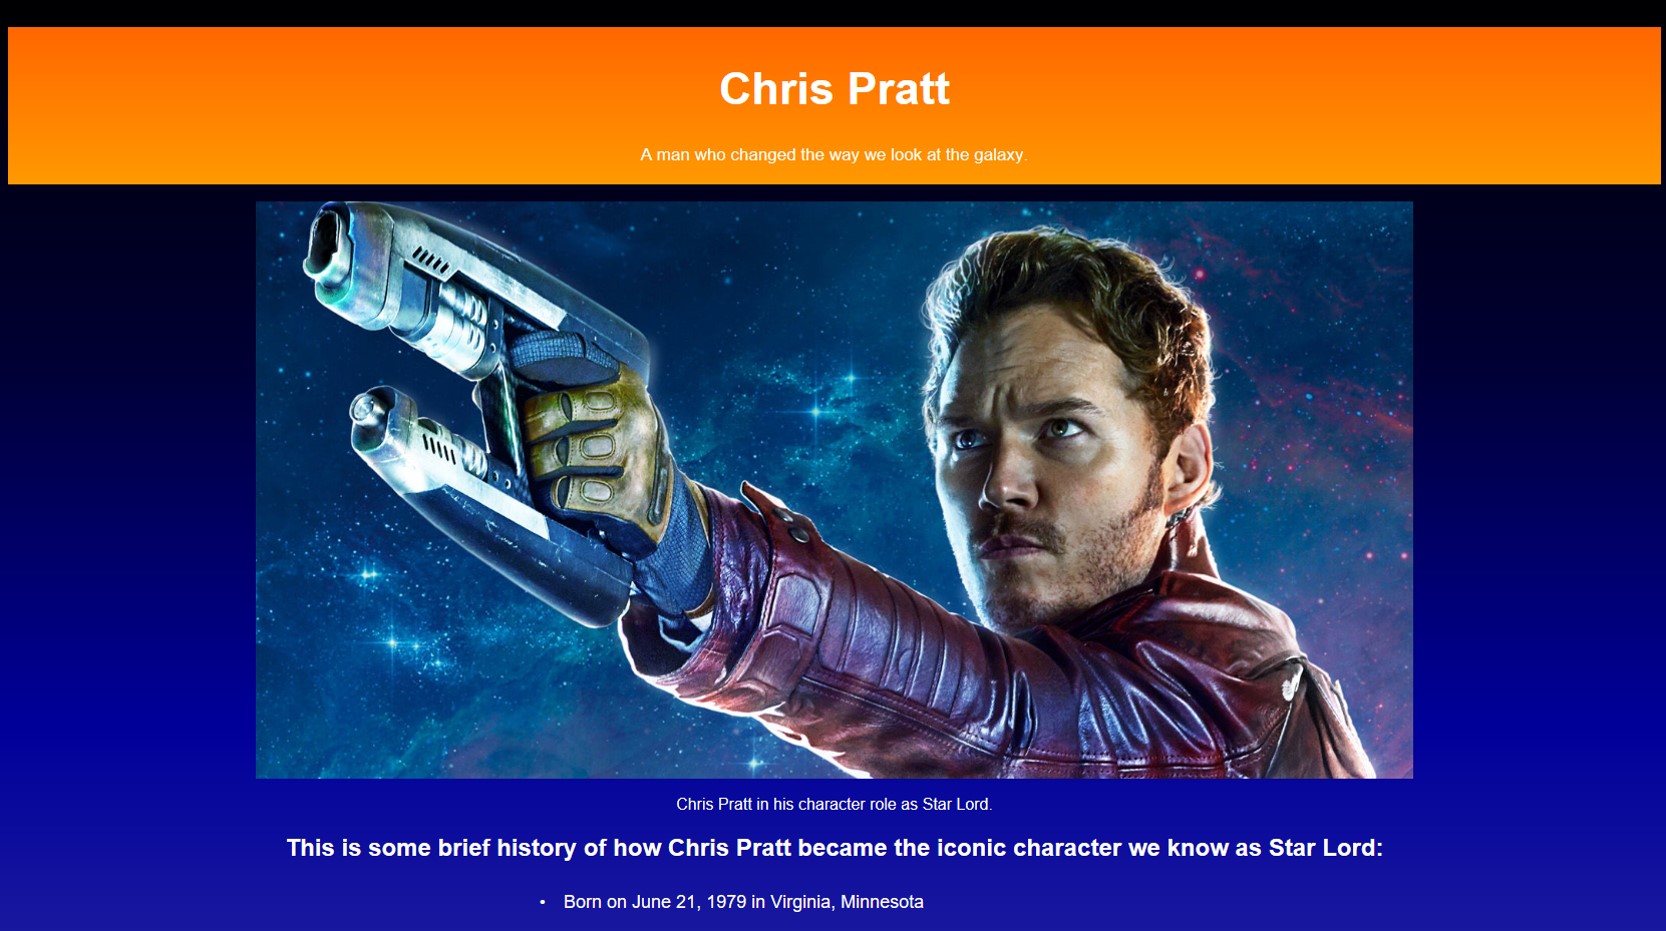 Chris Pratt
A man who changed the way we look at the galaxy.
Chris Pratt in his character role as Star Lord.
This is some brief history of how Chris Pratt became the iconic character we know as Star Lord:
• Born on June 21, 1979 in Virginia, Minnesota